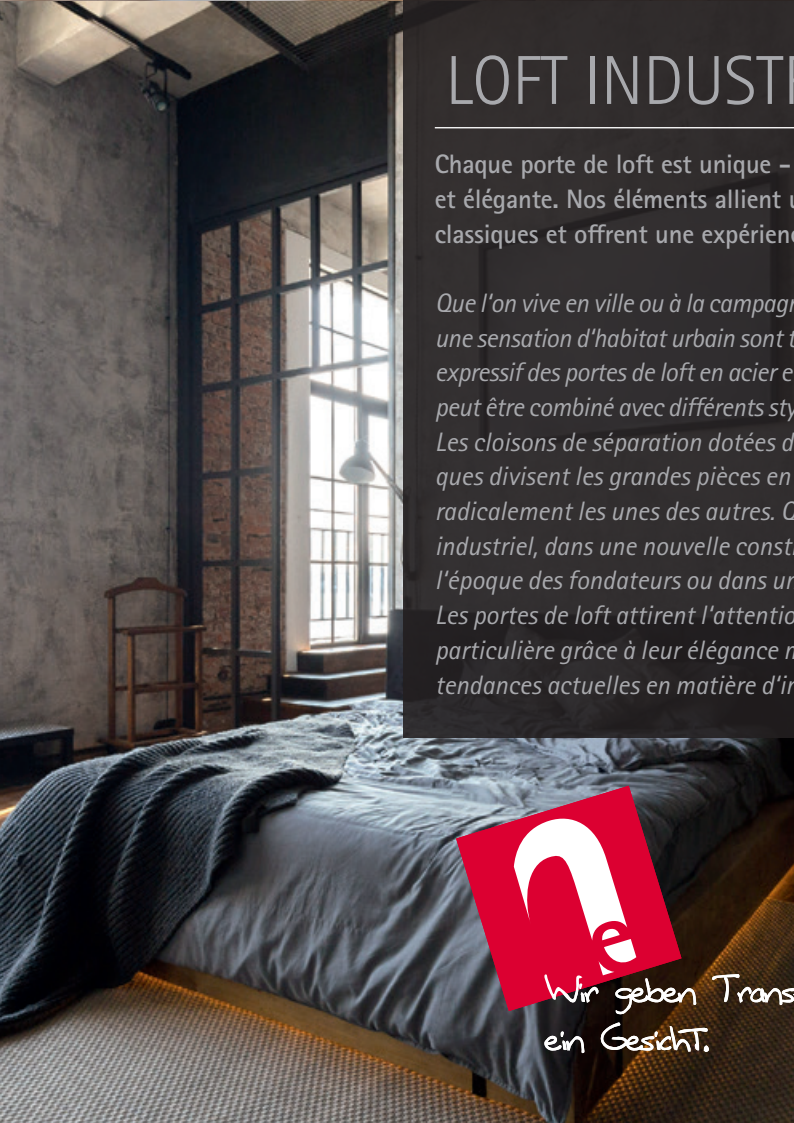 LOFT INDUSTR
Chaque porte de loft est unique –
et élégante. Nos éléments allient u
classiques et offrent une expérienc
Que l'on vive en ville ou à la campagn
une sensation d'habitat urbain sont t
expressif des portes de loft en acier e
peut être combiné avec différents sty
Les cloisons de séparation dotées d
ques divisent les grandes pièces en
radicalement les unes des autres. Q
industriel, dans une nouvelle constr
l'époque des fondateurs ou dans un
Les portes de loft attirent l'attentio
particulière grâce à leur élégance m
tendances actuelles en matière d'in
ne
Wir geben Trans
ein GesichT.